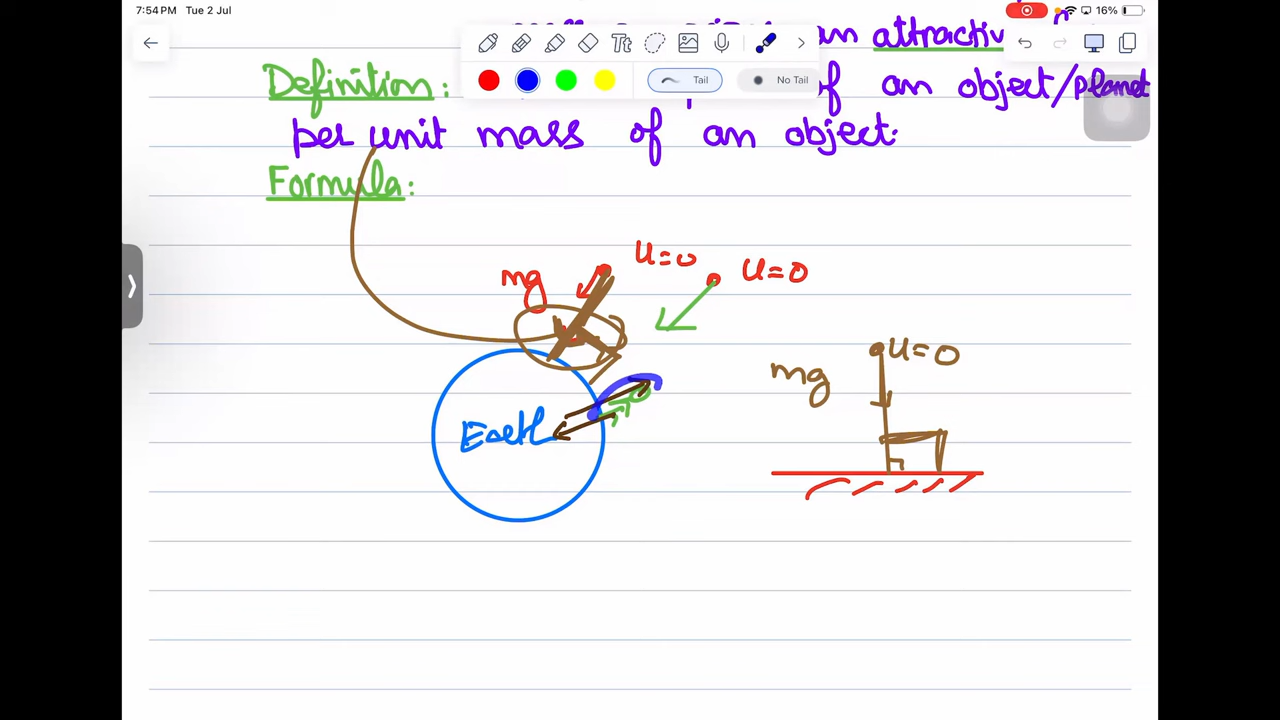 7:54 PM Tue 2 Jul
16%
an attractiv
Tt
Tail
No Tail
Definition:
of an object/planet
per unit mass of an object.
Formula:
u=0
u=0
mg
u=0
mg
Earth